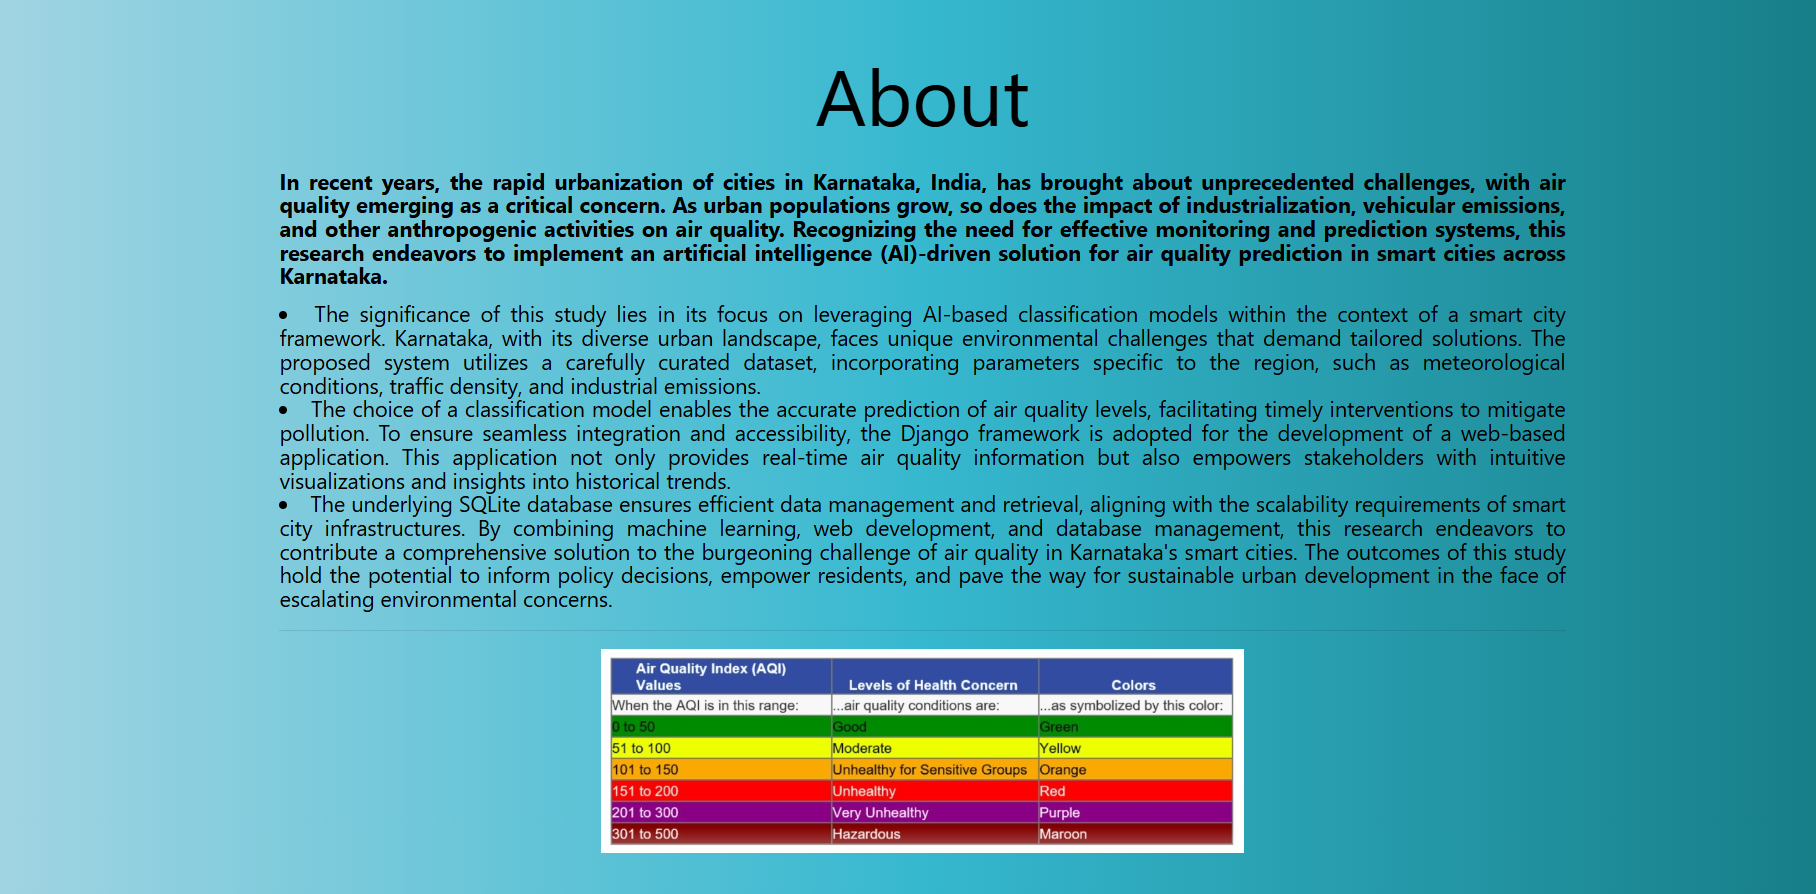 About
In recent years, the rapid urbanization of cities in Karnataka, India, has brought about unprecedented challenges, with air
quality emerging as a critical concern. As urban populations grow, so does the impact of industrialization, vehicular emissions,
and other anthropogenic activities on air quality. Recognizing the need for effective monitoring and prediction systems, this
research endeavors to implement an artificial intelligence (AI)-driven solution for air quality prediction in smart cities across
Karnataka.
• The significance of this study lies in its focus on leveraging AI-based classification models within the context of a smart city
framework. Karnataka, with its diverse urban landscape, faces unique environmental challenges that demand tailored solutions. The
proposed system utilizes a carefully curated dataset, incorporating parameters specific to the region, such as meteorological
conditions, traffic density, and industrial emissions.
• The choice of a classification model enables the accurate prediction of air quality levels, facilitating timely interventions to mitigate
pollution. To ensure seamless integration and accessibility, the Django framework is adopted for the development of a web-based
application. This application not only provides real-time air quality information but also empowers stakeholders with intuitive
visualizations and insights into historical trends.
• The underlying SQLite database ensures efficient data management and retrieval, aligning with the scalability requirements of smart
city infrastructures. By combining machine learning, web development, and database management, this research endeavors to
contribute a comprehensive solution to the burgeoning challenge of air quality in Karnataka's smart cities. The outcomes of this study
hold the potential to inform policy decisions, empower residents, and pave the way for sustainable urban development in the face of
escalating environmental concerns.
Air Quality Index (AQI)
Values Levels of Health Concern Colors
When the AQI is in this range: ...air quality conditions are: ...as symbolized by this color:
0 to 50 Good Green
51 to 100 Moderate Yellow
101 to 150 Unhealthy for Sensitive Groups Orange
151 to 200 Unhealthy Red
201 to 300 Very Unhealthy Purple
301 to 500 Hazardous Maroon